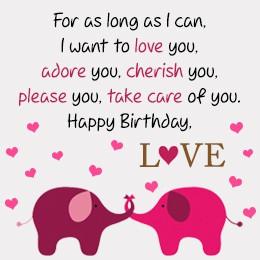 For as long as I can,
I want to love you,
adore you, cherish you,
please you, take care of you.
Happy Birthday,
LOVE